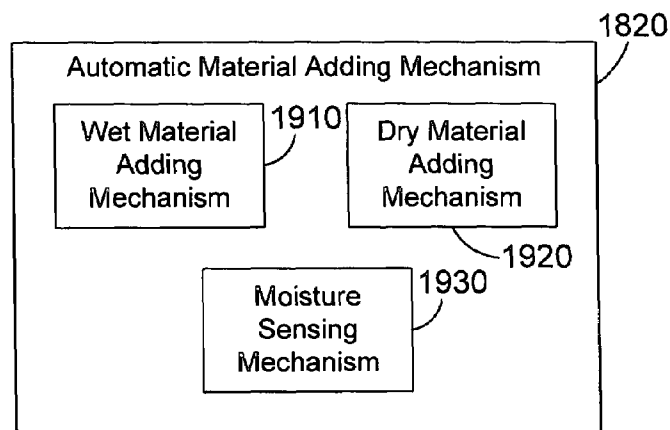 1820
Automatic Material Adding Mechanism
Wet Material
Adding
Mechanism
1910
Dry Material
Adding
Mechanism
1920
Moisture
Sensing
Mechanism
1930